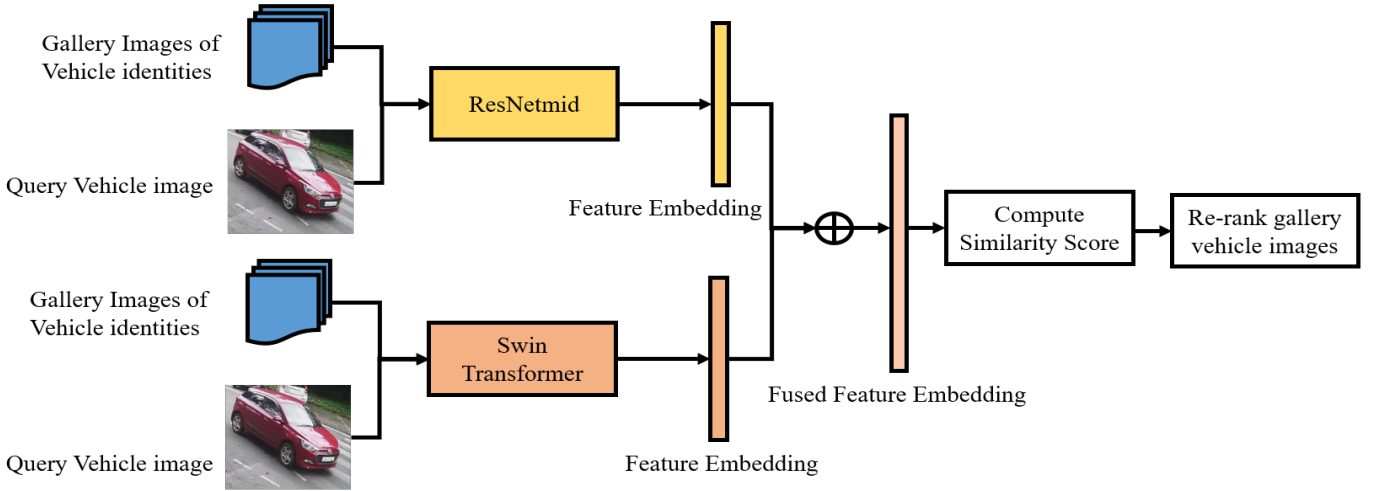 Gallery Images of
Vehicle identities
ResNetmid
Query Vehicle image
Feature Embedding
Compute
Similarity Score
Re-rank gallery
vehicle images
Gallery Images of
Vehicle identities
Swin
Transformer
Fused Feature Embedding
Query Vehicle image
Feature Embedding